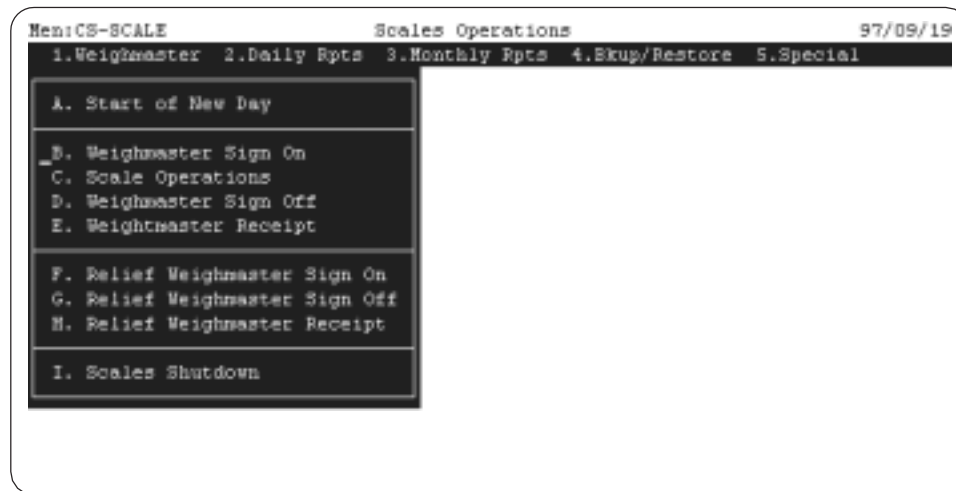 Men:CS-SCALE Scales Operations 97/09/19
1.Weighmaster 2.Daily Rpts 3.Monthly Rpts 4.Bkup/Restore 5.Special
A. Start of New Day
B. Weighmaster Sign On
C. Scale Operations
D. Weighmaster Sign Off
E. Weightmaster Receipt
F. Relief Weighmaster Sign On
G. Relief Weighmaster Sign Off
H. Relief Weighmaster Receipt
I. Scales Shutdown